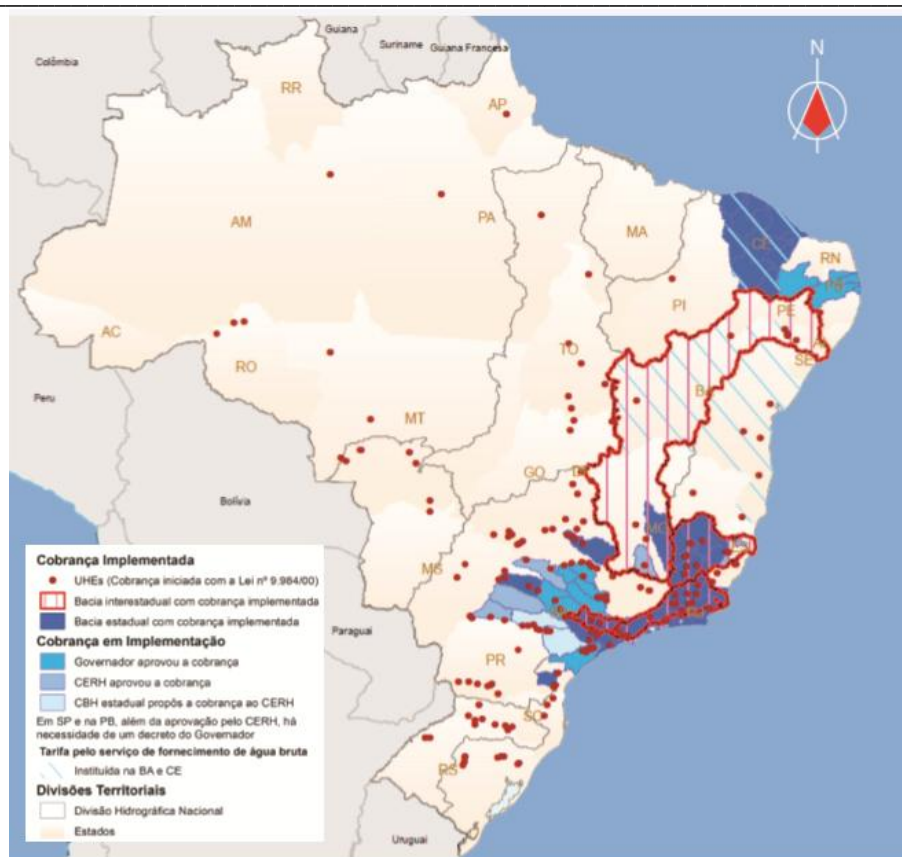 Guiana
Suriname
Guiana Francesa
Colômbia
N
RR
AP
AM
PA
MA
CE
RN
PB
PI
PE
AC
TO
SE
RO
BA
MT
Peru
GO
DF
Bolívia
MG
MS
Paraguai
PR
SC
RS
Uruguai
Cobrança Implementada
UHEs (Cobrança iniciada com a Lei nº 9.984/00)
Bacia interestadual com cobrança implementada
Bacia estadual com cobrança implementada
Cobrança em Implementação
Governador aprovou a cobrança
CERH aprovou a cobrança
CBH estadual propôs a cobrança ao CERH
Em SP e na PB, além da aprovação pelo CERH, há
necessidade de um decreto do Governador
Tarifa pelo serviço de fornecimento de água bruta
Instituída na BA e CE
Divisões Territoriais
Divisão Hidrográfica Nacional
Estados